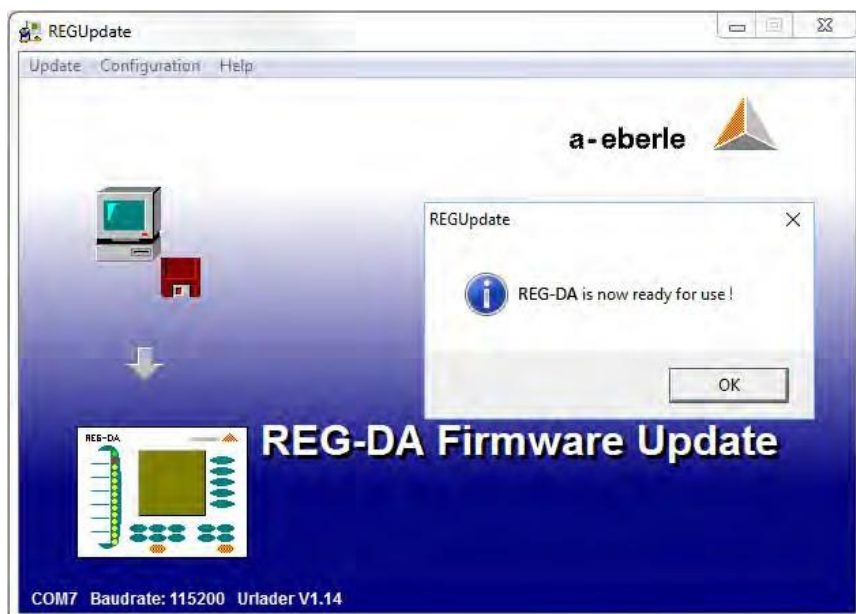 REGUpdate
Update Configuration Help
a-eberle
REGUpdate
REG-DA is now ready for use !
OK
REG-DA
REG-DA Firmware Update
COM7 Baudrate: 115200 Urlader V1.14